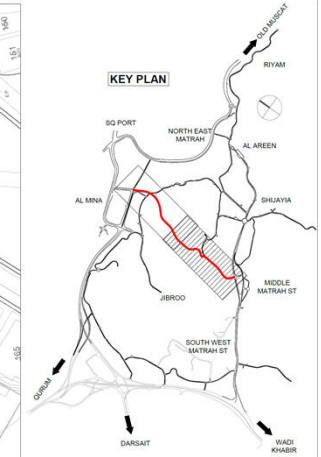 160
151
OLD MUSCAT
RIYAM
KEY PLAN
SQ PORT
NORTH EAST
MATRAH
AL AREEN
AL MINA
SHIJAYIA
MIDDLE
MATRAH ST
JIBROO
SOUTH WEST
MATRAH ST
165
QURUM
DARSAIT
WADI
KHABIR